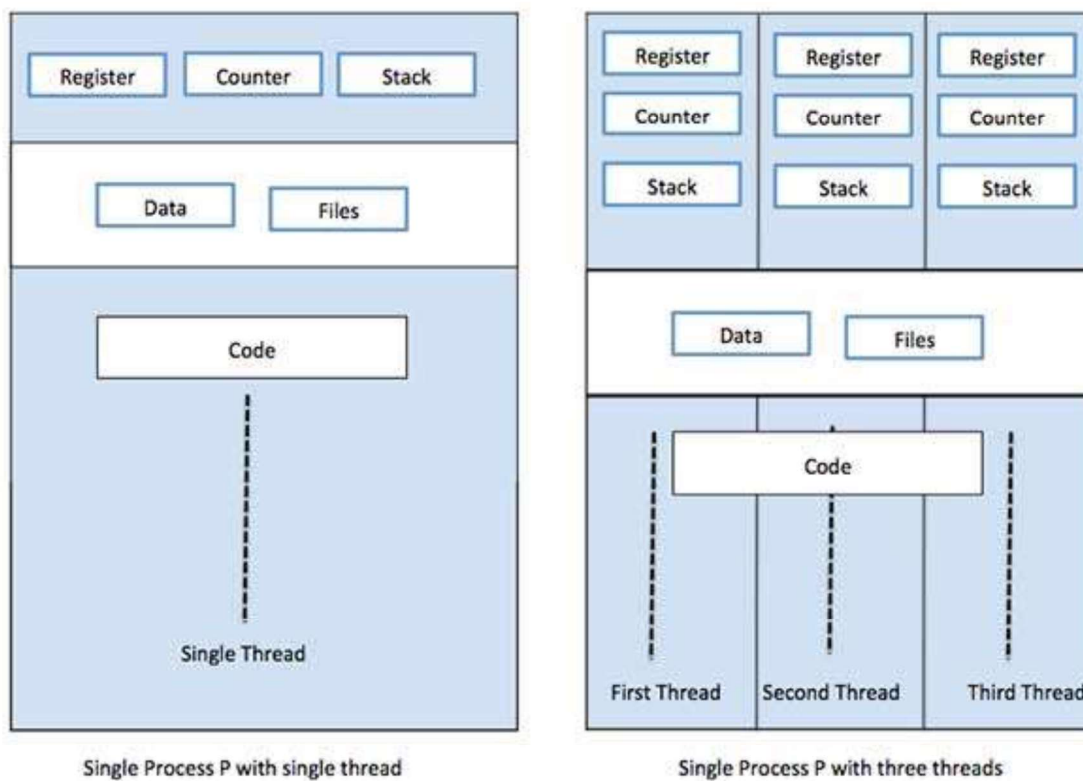 Register Counter Stack
Data Files
Code
Single Thread
Single Process P with single thread
Register Register Register
Counter Counter Counter
Stack Stack Stack
Data Files
Code
First Thread Second Thread Third Thread
Single Process P with three threads